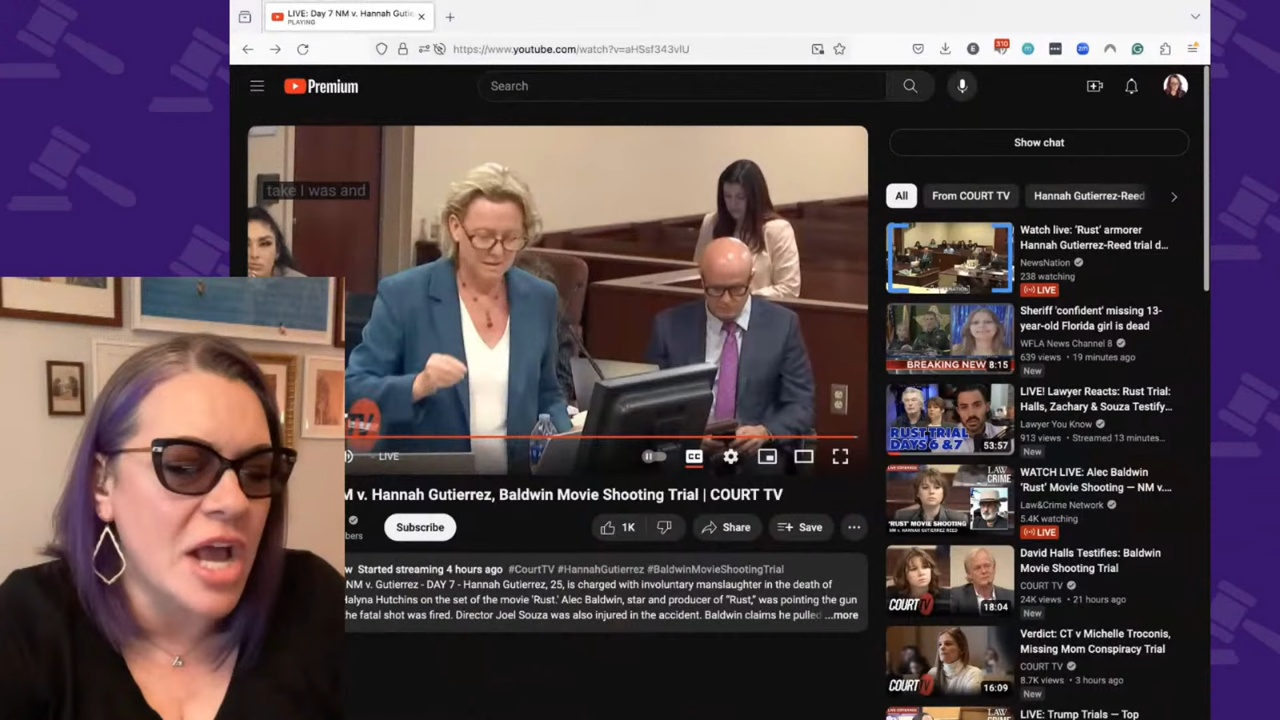 LIVE: Day 7 NM v. Hannah Gutie
PLAYING
https://www.youtube.com/watch?v=aHSsf343vIU
310
Premium
Search
take I was and
LIVE
CC
M v. Hannah Gutierrez, Baldwin Movie Shooting Trial | COURT TV
bers
Subscribe
1K
Share
Save
w Started streaming 4 hours ago #CourtTV #HannahGutierrez #BaldwinMovieShootingTrial
NM v. Gutierrez - DAY 7 - Hannah Gutierrez, 25, is charged with involuntary manslaughter in the death of
Halyna Hutchins on the set of the movie 'Rust.' Alec Baldwin, star and producer of "Rust," was pointing the gun
he fatal shot was fired. Director Joel Souza was also injured in the accident. Baldwin claims he pulled ...more
Show chat
All
From COURT TV
Hannah Gutierrez-Reed
Watch live: 'Rust' armorer
Hannah Gutierrez-Reed trial d...
NewsNation
238 watching
LIVE
Sheriff 'confident' missing 13-
year-old Florida girl is dead
WFLA News Channel 8
639 views • 19 minutes ago
New
BREAKING NEW 8:15
LIVE! Lawyer Reacts: Rust Trial:
Halls, Zachary & Souza Testify...
Lawyer You Know
913 views • Streamed 13 minutes...
New
RUST TRIAL
DAYS 6 & 7
53:57
WATCH LIVE: Alec Baldwin
'Rust' Movie Shooting — NM v....
Law&Crime Network
5.4K watching
LIVE
LAW
CRIME
'RUST' MOVIE SHOOTING
David Halls Testifies: Baldwin
Movie Shooting Trial
COURT TV
24K views • 21 hours ago
New
COURT
18:04
Verdict: CT v Michelle Troconis,
Missing Mom Conspiracy Trial
COURT TV
8.7K views • 3 hours ago
New
COURT
16:09
LIVE: Trump Trials — Top
LAW